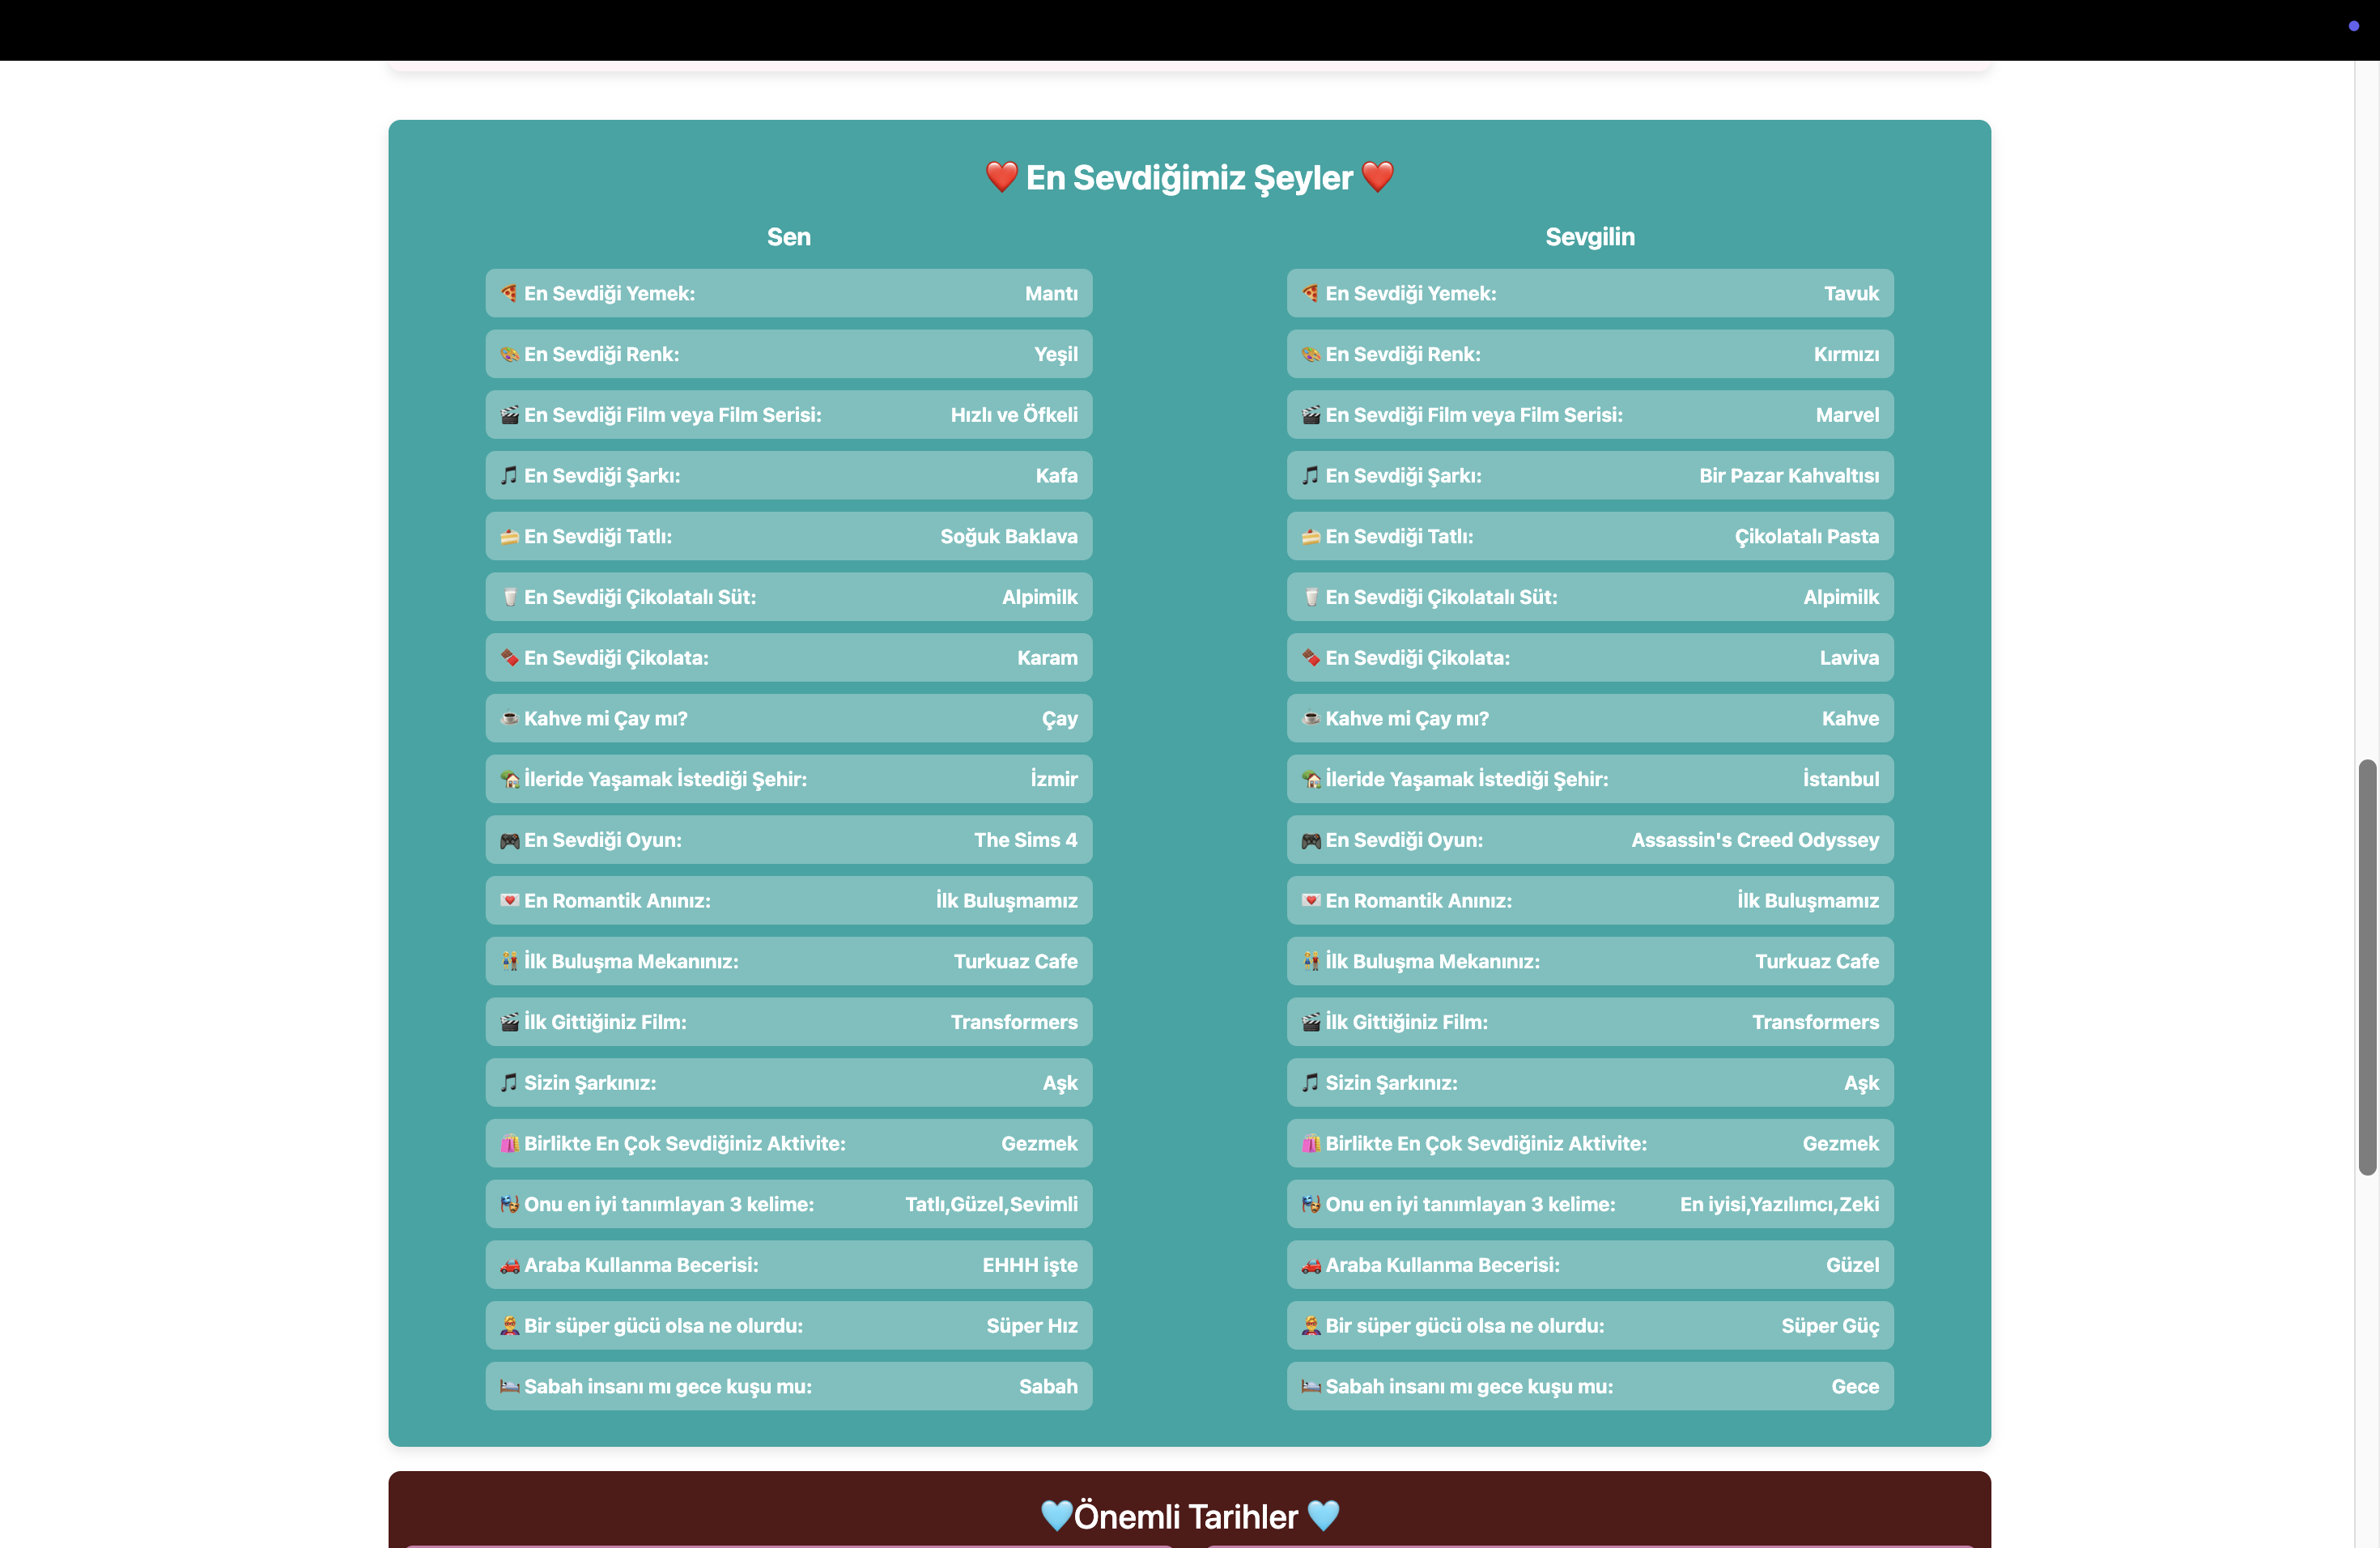 ❤️ En Sevdiğimiz Şeyler ❤️
Sen
🍕 En Sevdiği Yemek: Mantı
🎨 En Sevdiği Renk: Yeşil
🎬 En Sevdiği Film veya Film Serisi: Hızlı ve Öfkeli
🎵 En Sevdiği Şarkı: Kafa
🍰 En Sevdiği Tatlı: Soğuk Baklava
🥛 En Sevdiği Çikolatalı Süt: Alpimilk
🍫 En Sevdiği Çikolata: Karam
☕ Kahve mi Çay mı? Çay
🏡 İleride Yaşamak İstediği Şehir: İzmir
🎮 En Sevdiği Oyun: The Sims 4
💌 En Romantik Anınız: İlk Buluşmamız
👫 İlk Buluşma Mekanınız: Turkuaz Cafe
🎬 İlk Gittiğiniz Film: Transformers
🎵 Sizin Şarkınız: Aşk
🛍️ Birlikte En Çok Sevdiğiniz Aktivite: Gezmek
Onu en iyi tanımlayan 3 kelime: Tatlı,Güzel,Sevimli
Araba Kullanma Becerisi: EHHH işte
Bir süper gücü olsa ne olurdu: Süper Hız
Sabah insanı mı gece kuşu mu: Sabah
Sevgilin
🍕 En Sevdiği Yemek: Tavuk
🎨 En Sevdiği Renk: Kırmızı
🎬 En Sevdiği Film veya Film Serisi: Marvel
🎵 En Sevdiği Şarkı: Bir Pazar Kahvaltısı
🍰 En Sevdiği Tatlı: Çikolatalı Pasta
🥛 En Sevdiği Çikolatalı Süt: Alpimilk
🍫 En Sevdiği Çikolata: Laviva
☕ Kahve mi Çay mı? Kahve
🏡 İleride Yaşamak İstediği Şehir: İstanbul
🎮 En Sevdiği Oyun: Assassin's Creed Odyssey
💌 En Romantik Anınız: İlk Buluşmamız
👫 İlk Buluşma Mekanınız: Turkuaz Cafe
🎬 İlk Gittiğiniz Film: Transformers
🎵 Sizin Şarkınız: Aşk
🛍️ Birlikte En Çok Sevdiğiniz Aktivite: Gezmek
Onu en iyi tanımlayan 3 kelime: En iyisi,Yazılımcı,Zeki
Araba Kullanma Becerisi: Güzel
Bir süper gücü olsa ne olurdu: Süper Güç
Sabah insanı mı gece kuşu mu: Gece
🩵Önemli Tarihler 🩵